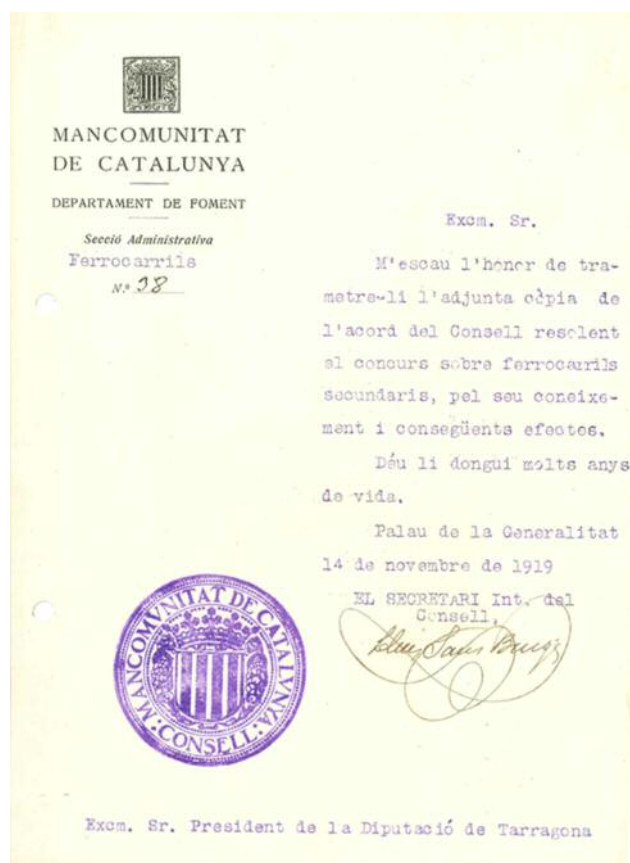 MANCOMUNITAT
DE CATALUNYA
DEPARTAMENT DE FOMENT
Secció Administrativa
Ferrocarrils
N.º 98
Excm. Sr.
M'escau l'honor de tra-
metre-li l'adjunta còpia de
l'acord del Consell resolent
el concurs sobre ferrocarrils
secundaris, pel seu coneixe-
ment i consegüents efectes.
Déu li dongui molts anys
de vida.
Palau de la Generalitat
14 de novembre de 1919
EL SECRETARI Int. del
Consell,
MANCOMVNITAT DE CATALVNYA
CONSELL
Excm. Sr. President de la Diputació de Tarragona